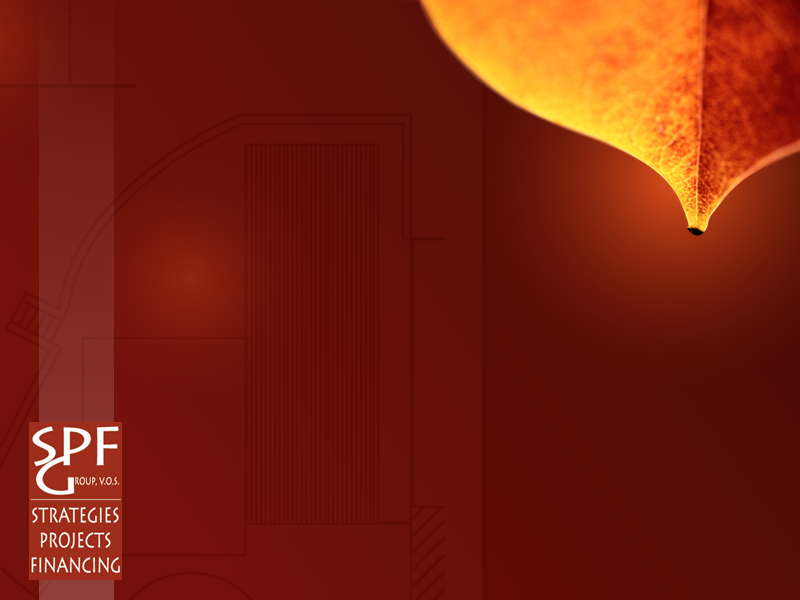 SPF
GROUP, V.O.S.
STRATEGIES
PROJECTS
FINANCING